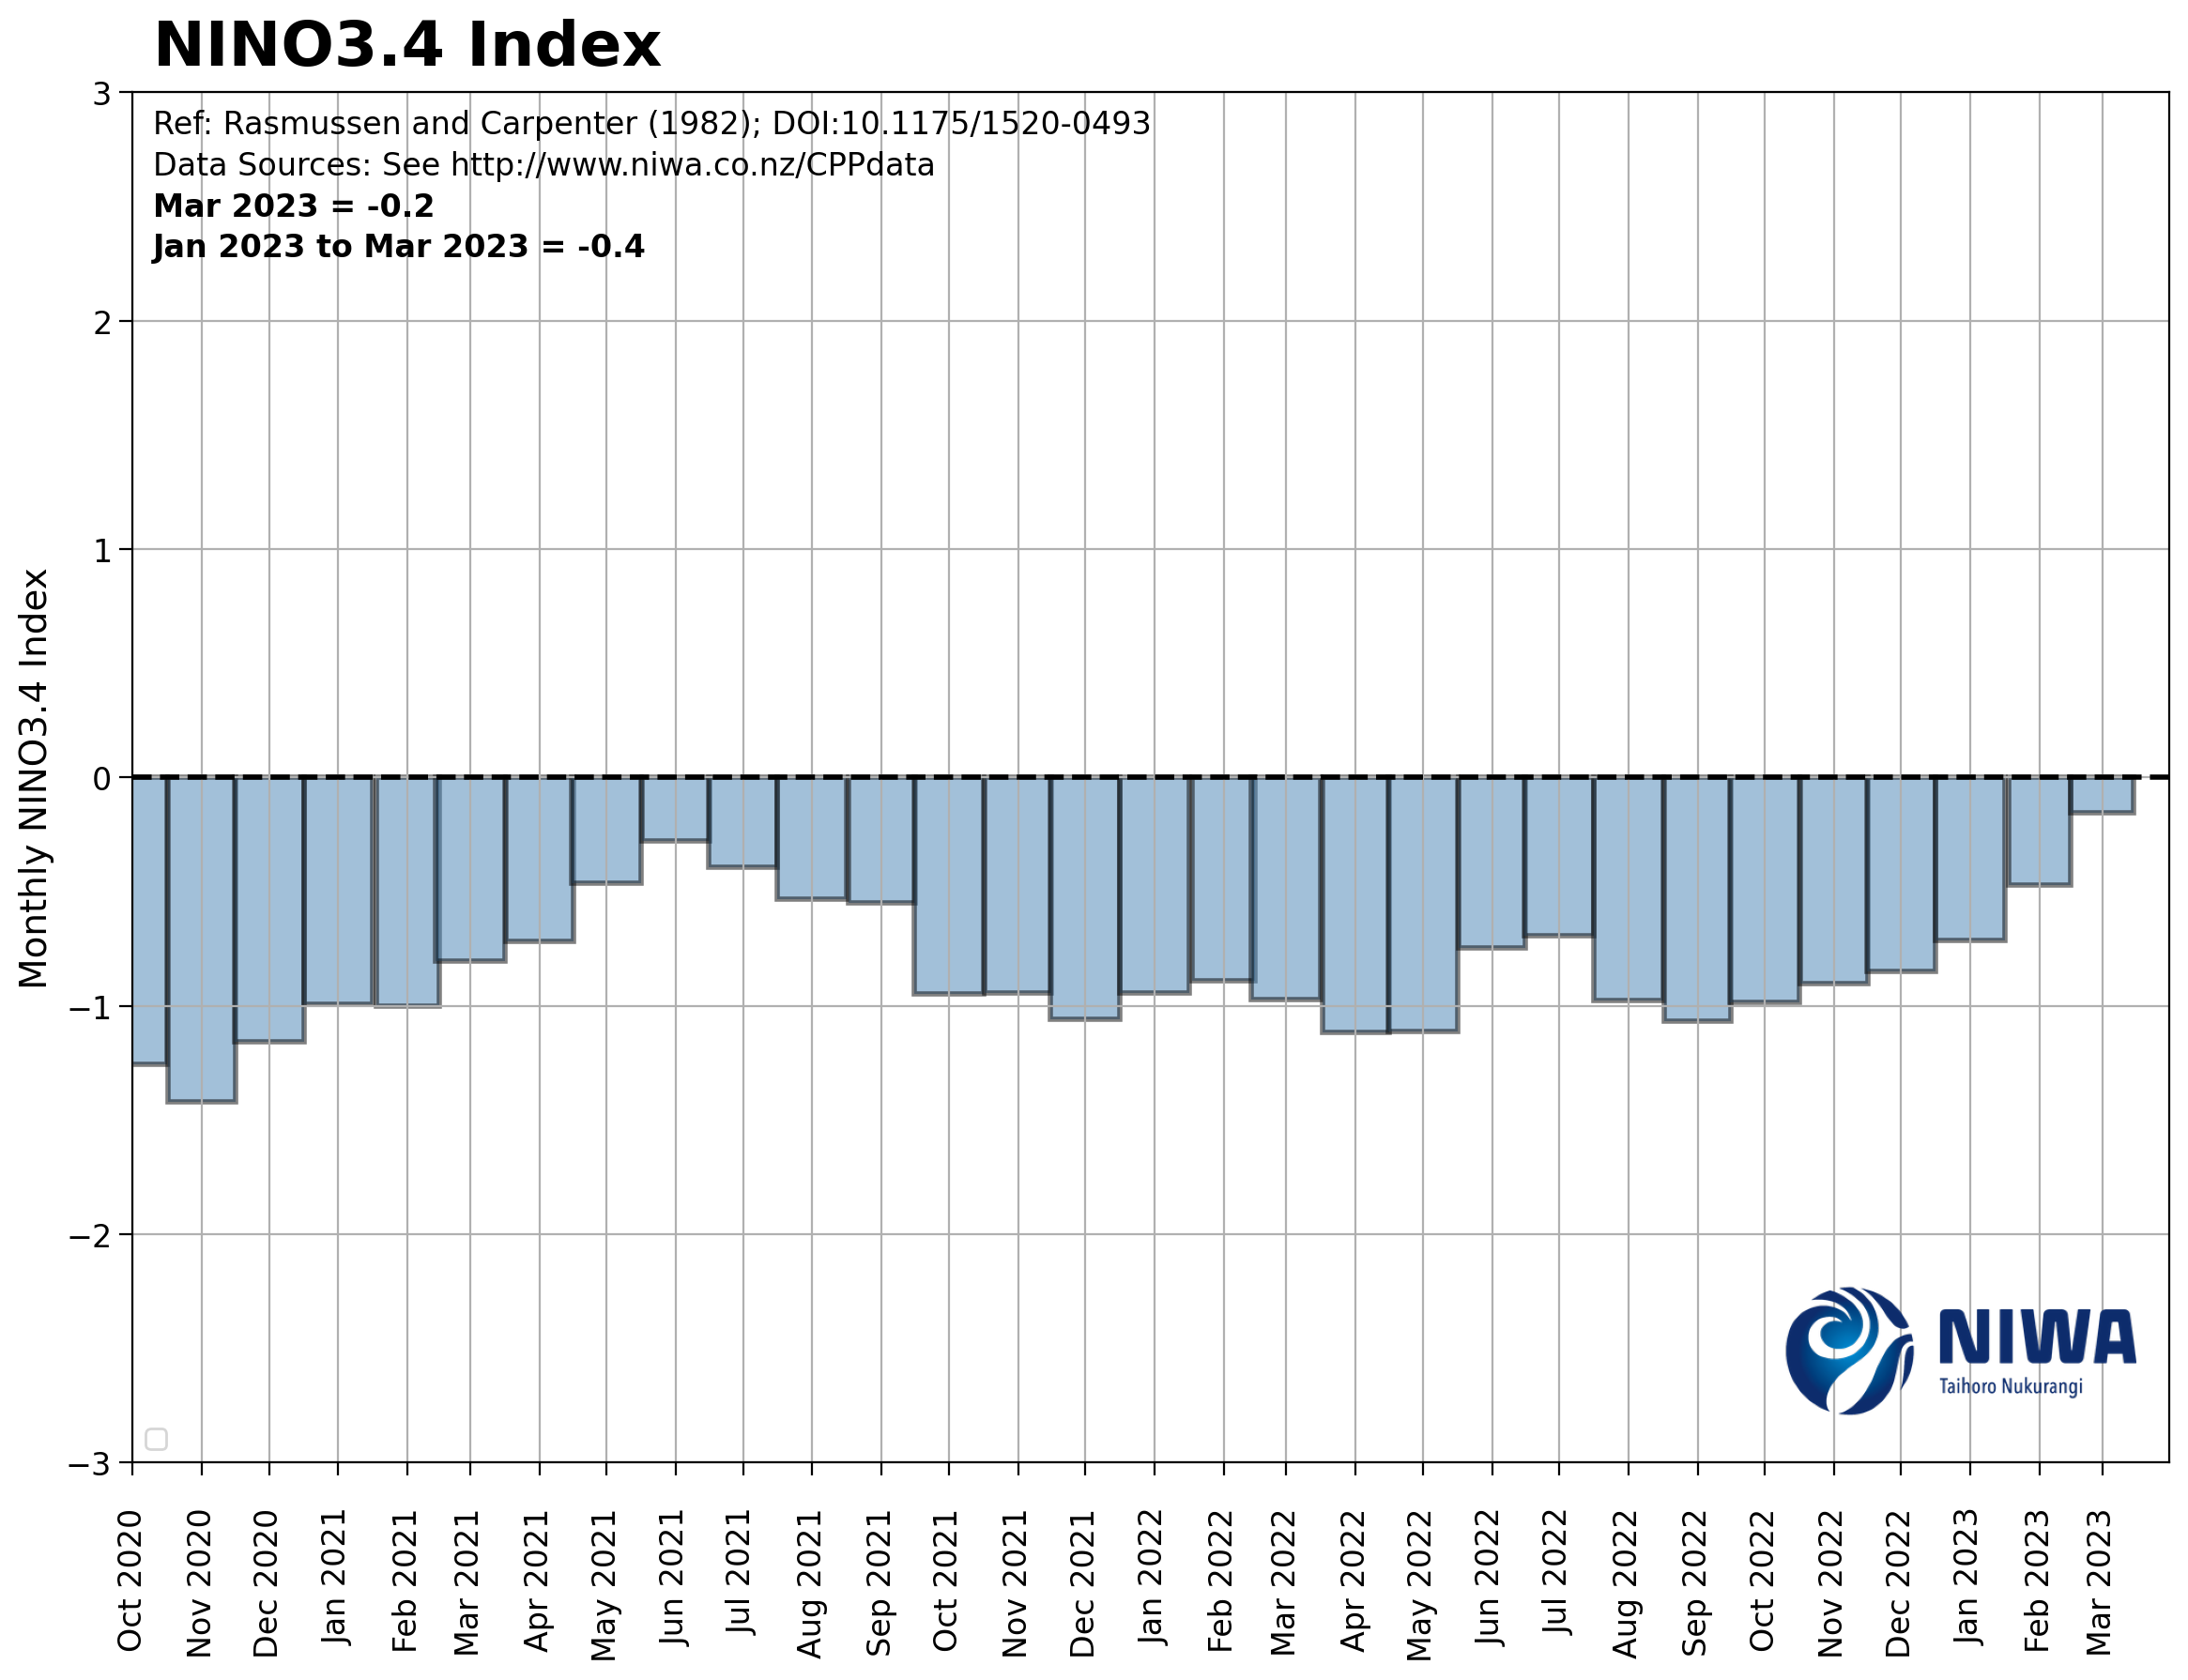 NINO3.4 Index
Ref: Rasmussen and Carpenter (1982); DOI:10.1175/1520-0493
Data Sources: See http://www.niwa.co.nz/CPPdata
Mar 2023 = -0.2
Jan 2023 to Mar 2023 = -0.4
Monthly NINO3.4 Index
3
2
1
0
−1
−2
−3
NIWA
Taihoro Nukurangi
Oct 2020
Nov 2020
Dec 2020
Jan 2021
Feb 2021
Mar 2021
Apr 2021
May 2021
Jun 2021
Jul 2021
Aug 2021
Sep 2021
Oct 2021
Nov 2021
Dec 2021
Jan 2022
Feb 2022
Mar 2022
Apr 2022
May 2022
Jun 2022
Jul 2022
Aug 2022
Sep 2022
Oct 2022
Nov 2022
Dec 2022
Jan 2023
Feb 2023
Mar 2023